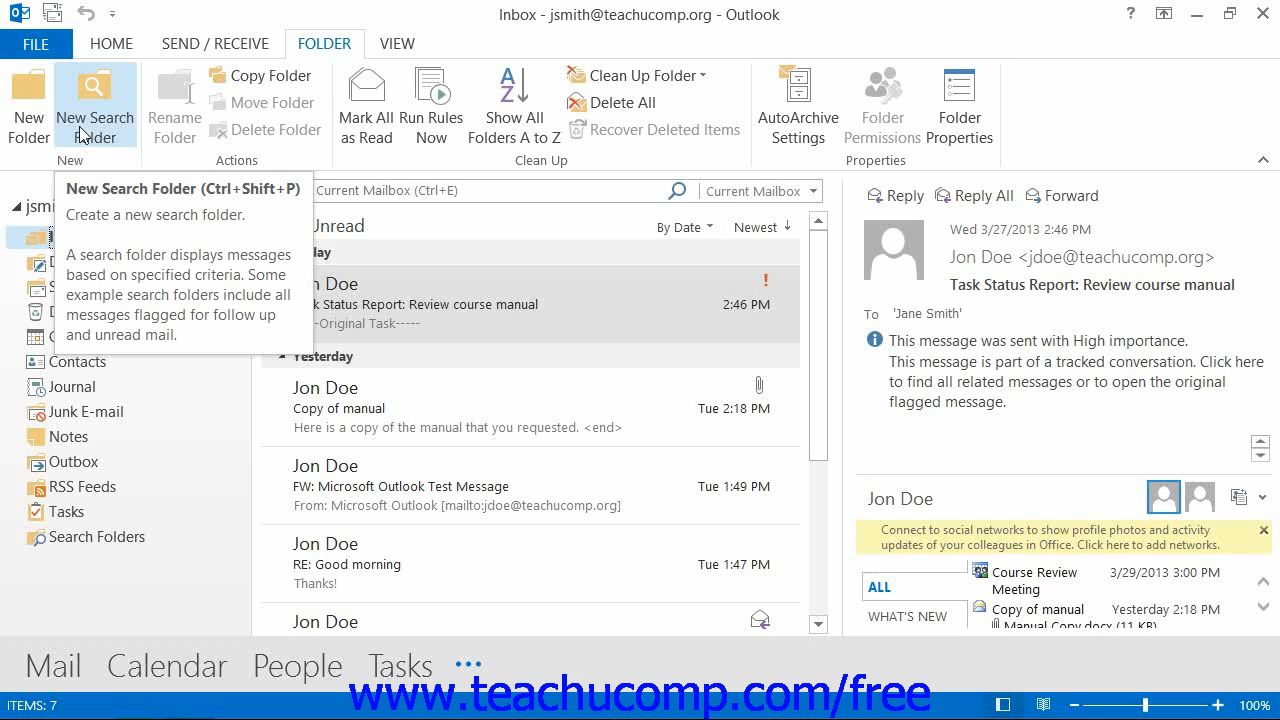 Inbox - jsmith@teachucomp.org - Outlook
?
FILE
HOME
SEND / RECEIVE
FOLDER
VIEW
New Folder
New Search Folder
Rename Folder
Copy Folder
Move Folder
Delete Folder
Mark All as Read
Run Rules Now
Show All Folders A to Z
Clean Up Folder
Delete All
Recover Deleted Items
AutoArchive Settings
Folder Permissions
Folder Properties
New
Actions
Clean Up
Properties
New Search Folder (Ctrl+Shift+P)
Create a new search folder.
A search folder displays messages
based on specified criteria. Some
example search folders include all
messages flagged for follow up
and unread mail.
Contacts
Journal
Junk E-mail
Notes
Outbox
RSS Feeds
Tasks
Search Folders
Current Mailbox (Ctrl+E)
Current Mailbox
Unread
By Date
Newest
Doe
Status Report: Review course manual
2:46 PM
-Original Task-----
Yesterday
Jon Doe
Copy of manual
Tue 2:18 PM
Here is a copy of the manual that you requested. <end>
Jon Doe
FW: Microsoft Outlook Test Message
Tue 1:49 PM
From: Microsoft Outlook [mailto:jdoe@teachucomp.org]
Jon Doe
RE: Good morning
Tue 1:47 PM
Thanks!
Jon Doe
Reply
Reply All
Forward
Wed 3/27/2013 2:46 PM
Jon Doe <jdoe@teachucomp.org>
Task Status Report: Review course manual
To 'Jane Smith'
This message was sent with High importance.
This message is part of a tracked conversation. Click here
to find all related messages or to open the original
flagged message.
Jon Doe
Connect to social networks to show profile photos and activity
updates of your colleagues in Office. Click here to add networks.
ALL
WHAT'S NEW
Course Review Meeting
3/29/2013 3:00 PM
Copy of manual
Yesterday 2:18 PM
Manual Copy.docx (11 KB)
Mail
Calendar
People
Tasks
www.teachucomp.com/free
ITEMS: 7
100%